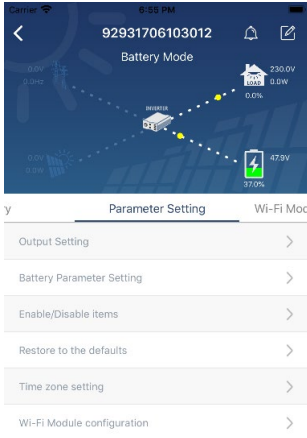 Carrier 6:55 PM
92931706103012
Battery Mode
0.0V
0.0Hz
230.0V
LOAD 0.0W
0.0%
INVERTER
0.0V
0.0W
47.9V
37.0%
y Parameter Setting Wi-Fi Mod
Output Setting
Battery Parameter Setting
Enable/Disable items
Restore to the defaults
Time zone setting
Wi-Fi Module configuration